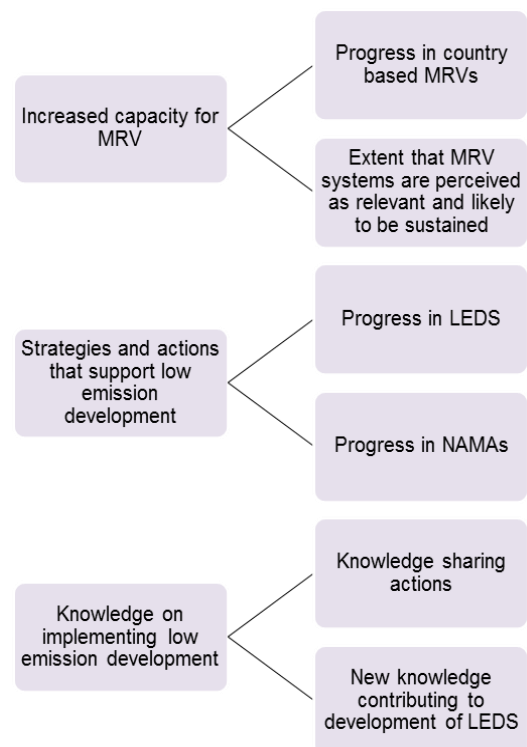 Increased capacity for
MRV
Progress in country
based MRVs
Extent that MRV
systems are perceived
as relevant and likely
to be sustained
Strategies and actions
that support low
emission
development
Progress in LEDS
Progress in NAMAs
Knowledge on
implementing low
emission development
Knowledge sharing
actions
New knowledge
contributing to
development of LEDS